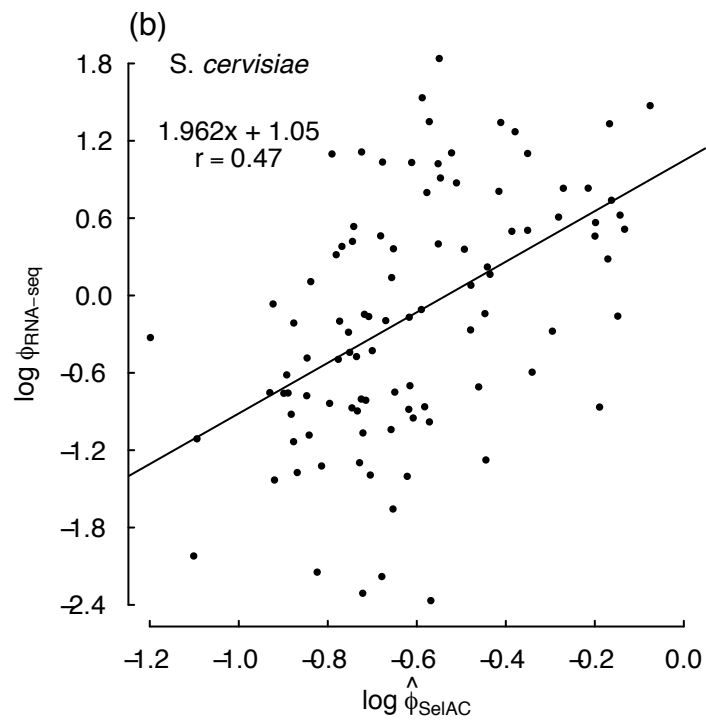 (b)
1.8
S. cervisiae
1.2
1.962x + 1.05
r = 0.47
0.6
0.0
−0.6
−1.2
−1.8
−2.4
log ϕRNA−seq
−1.2 −1.0 −0.8 −0.6 −0.4 −0.2 0.0
log ϕ̂SelAC